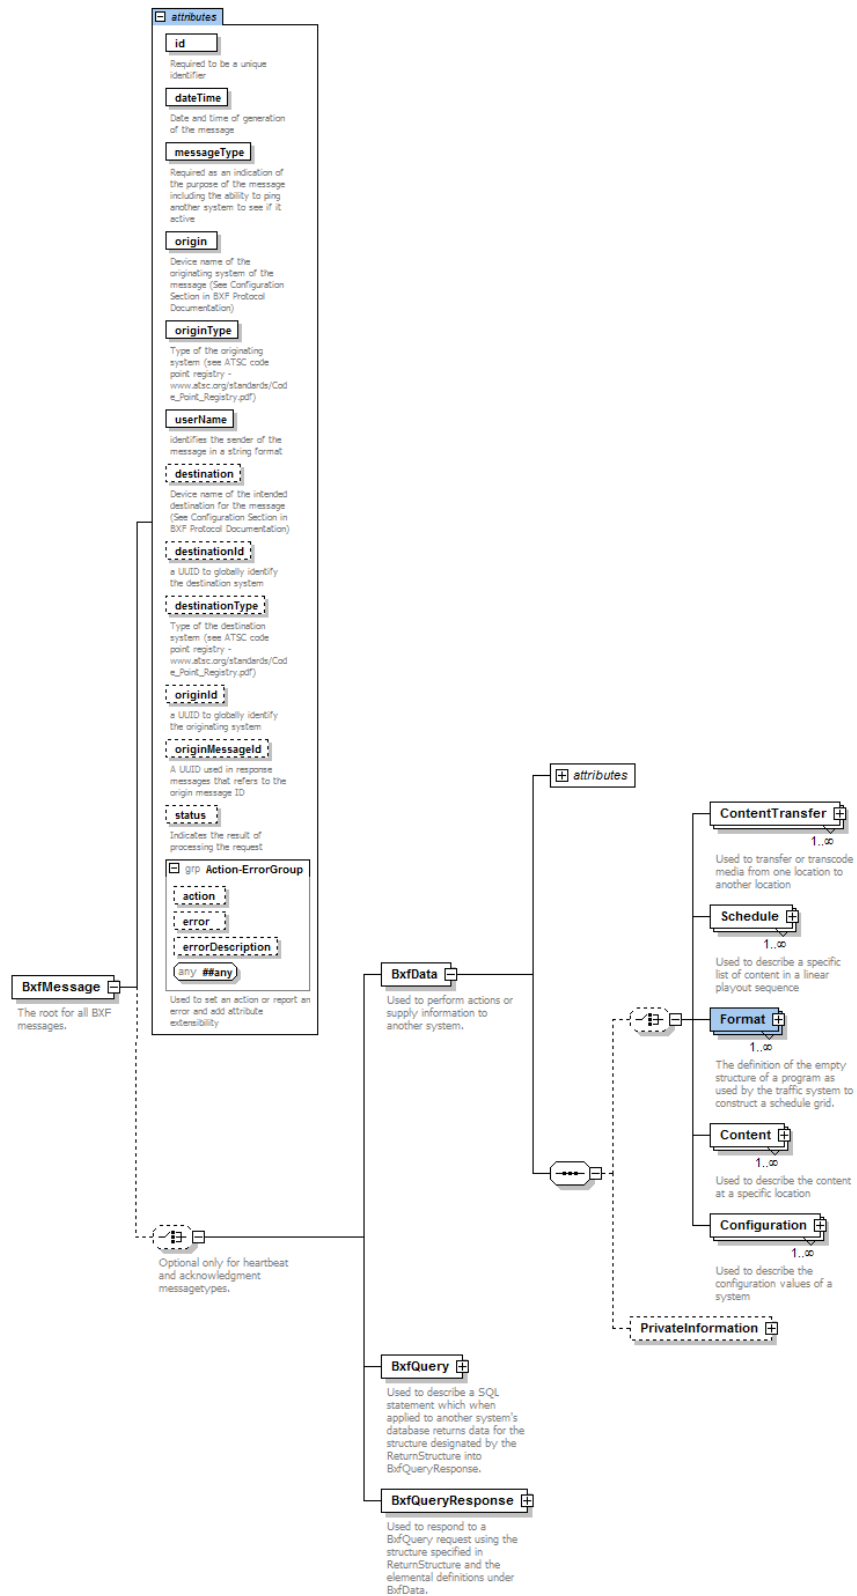 attributes
id
Required to be a unique
identifier
dateTime
Date and time of generation
of the message
messageType
Required as an indication of
the purpose of the message
including the ability to ping
another system to see if it
active
origin
Device name of the
originating system of the
message (See Configuration
Section in BXF Protocol
Documentation)
originType
Type of the originating
system (see ATSC code
point registry -
www.atsc.org/standards/Cod
e_Point_Registry.pdf)
userName
identifies the sender of the
message in a string format
destination
Device name of the intended
destination for the message
(See Configuration Section in
BXF Protocol Documentation)
destinationId
a UUID to globally identify
the destination system
destinationType
Type of the destination
system (see ATSC code
point registry -
www.atsc.org/standards/Cod
e_Point_Registry.pdf)
originId
a UUID to globally identify
the originating system
originMessageId
A UUID used in response
messages that refers to the
origin message ID
status
Indicates the result of
processing the request
grp Action-ErrorGroup
action
error
errorDescription
any ##any
Used to set an action or report an
error and add attribute
extensibility
BxfMessage
The root for all BXF
messages.
Optional only for heartbeat
and acknowledgment
messagetypes.
BxfData
Used to perform actions or
supply information to
another system.
attributes
ContentTransfer
1..∞
Used to transfer or transcode
media from one location to
another location
Schedule
1..∞
Used to describe a specific
list of content in a linear
playout sequence
Format
1..∞
The definition of the empty
structure of a program as
used by the traffic system to
construct a schedule grid.
Content
1..∞
Used to describe the content
at a specific location
Configuration
1..∞
Used to describe the
configuration values of a
system
PrivateInformation
BxfQuery
Used to describe a SQL
statement which when
applied to another system's
database returns data for the
structure designated by the
ReturnStructure into
BxfQueryResponse.
BxfQueryResponse
Used to respond to a
BxfQuery request using the
structure specified in
ReturnStructure and the
elemental definitions under
BxfData.